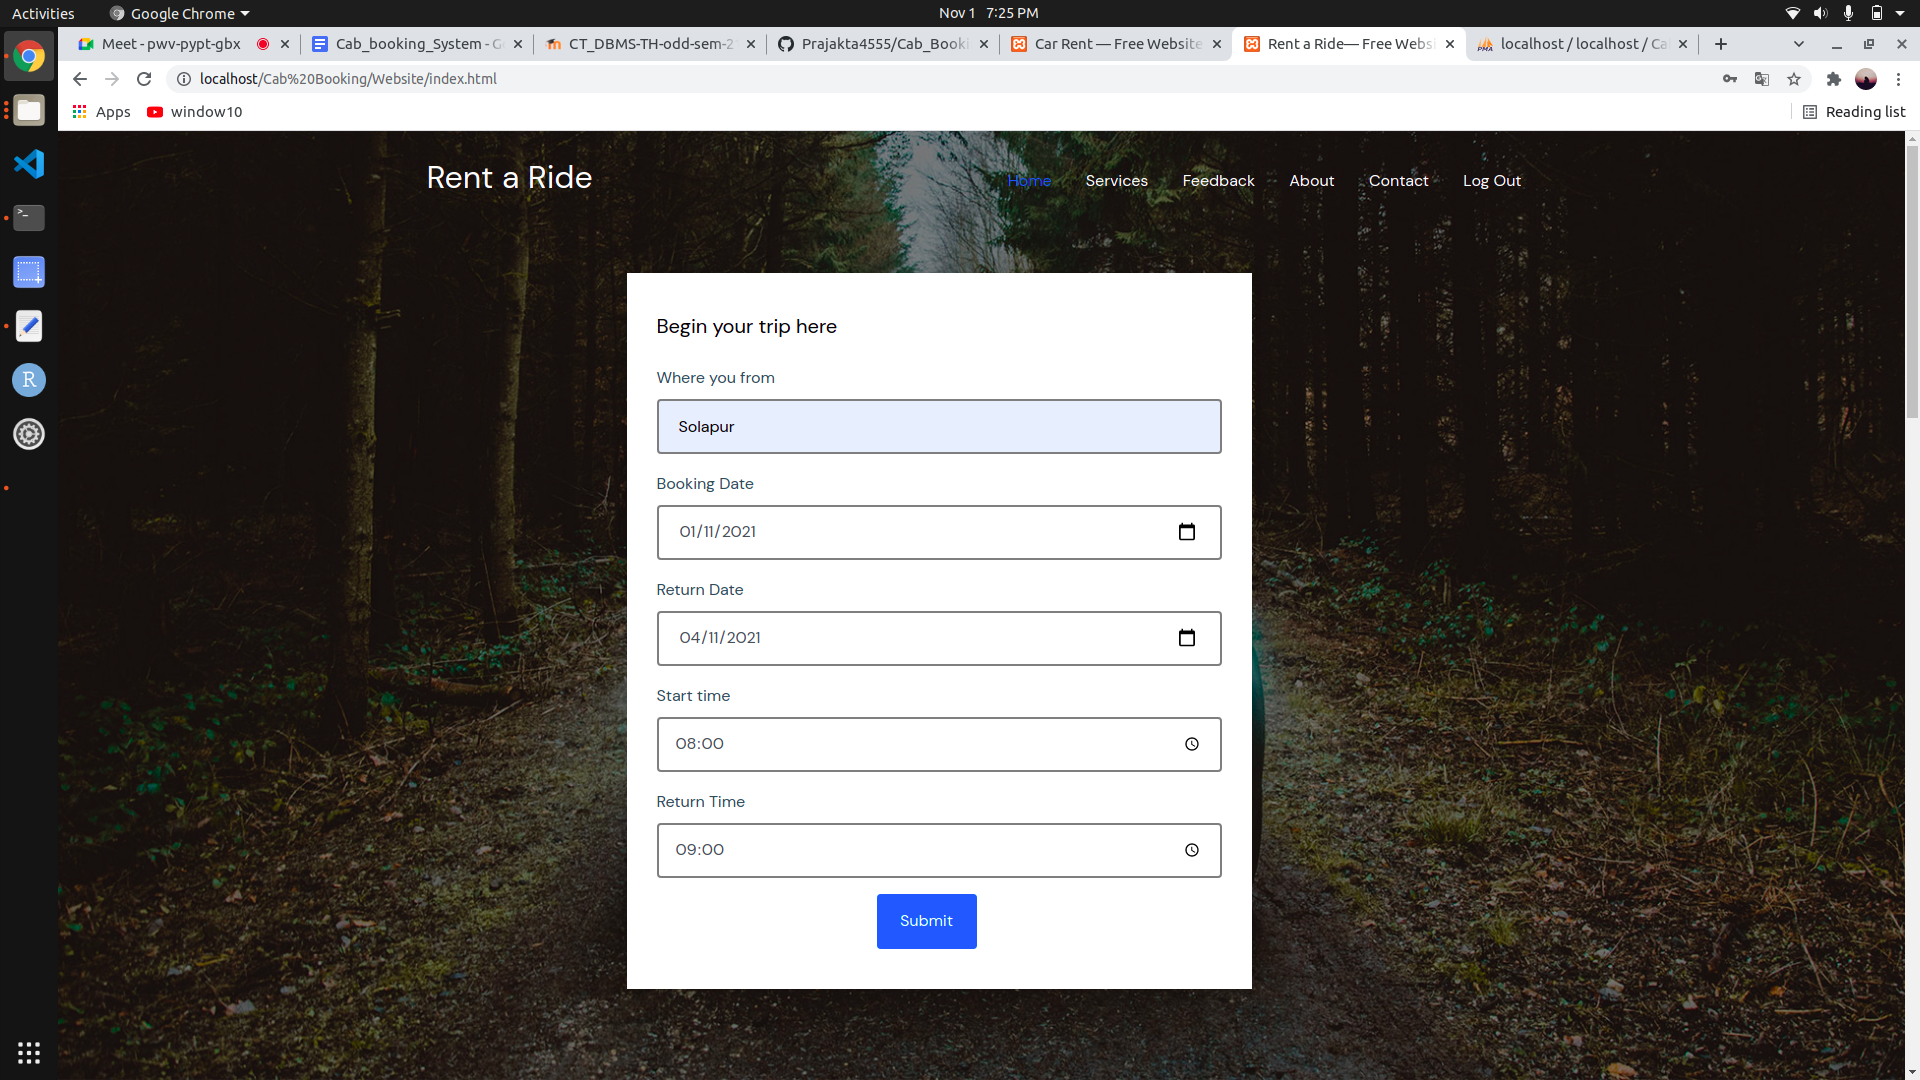 Activities
Google Chrome
Nov 1 7:25 PM
Meet - pwv-pypt-gbx
Cab_booking_System - G
CT_DBMS-TH-odd-sem-2
Prajakta4555/Cab_Booki
Car Rent — Free Website
Rent a Ride— Free Websi
localhost / localhost / Ca
localhost/Cab%20Booking/Website/index.html
Apps
window10
Reading list
Rent a Ride
Home
Services
Feedback
About
Contact
Log Out
Begin your trip here
Where you from
Solapur
Booking Date
01/11/2021
Return Date
04/11/2021
Start time
08:00
Return Time
09:00
Submit